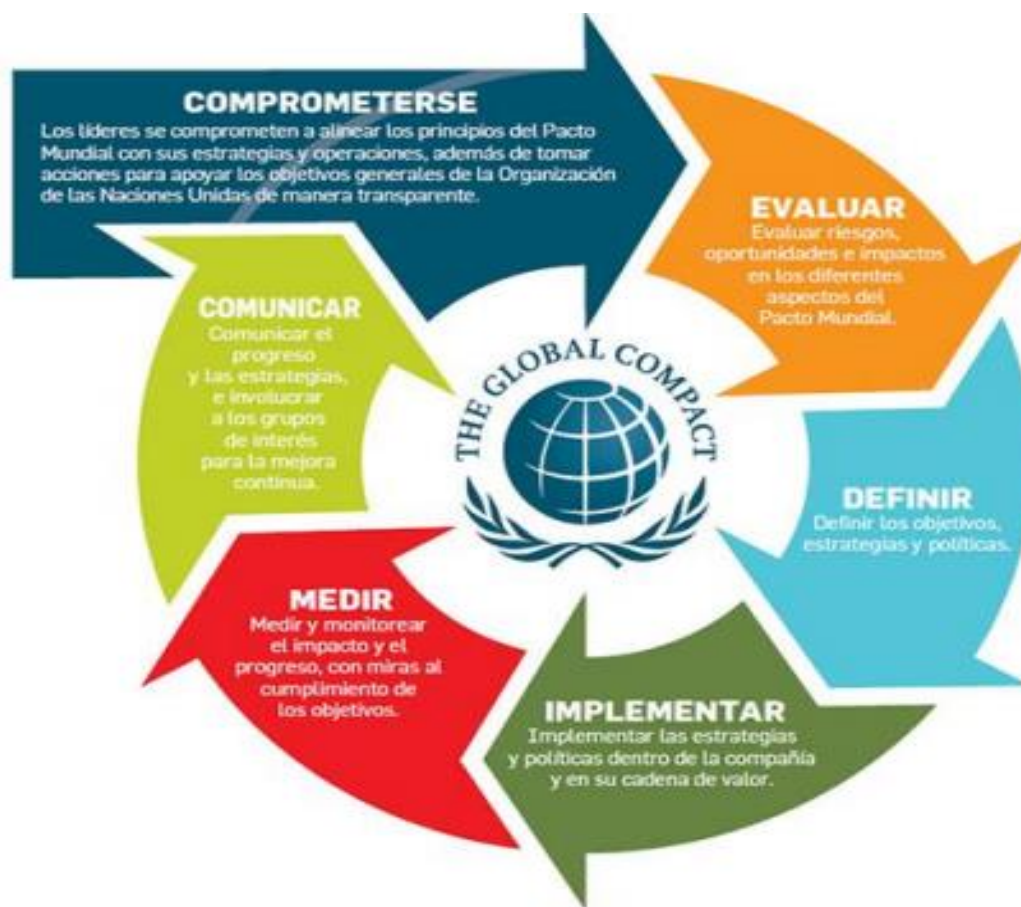 COMPROMETERSE
Los líderes se comprometen a alinear los principios del Pacto
Mundial con sus estrategias y operaciones, además de tomar
acciones para apoyar los objetivos generales de la Organización
de las Naciones Unidas de manera transparente.
EVALUAR
Evaluar riesgos,
oportunidades e impactos
en los diferentes
aspectos del
Pacto Mundial.
DEFINIR
Definir los objetivos,
estrategias y políticas.
IMPLEMENTAR
Implementar las estrategias
y políticas dentro de la compañía
y en su cadena de valor.
MEDIR
Medir y monitorear
el impacto y el
progreso, con miras al
cumplimiento de
los objetivos.
COMUNICAR
Comunicar el
progreso
y las estrategias,
e involucrar
a los grupos
de interés
para la mejora
continua.
THE GLOBAL COMPACT